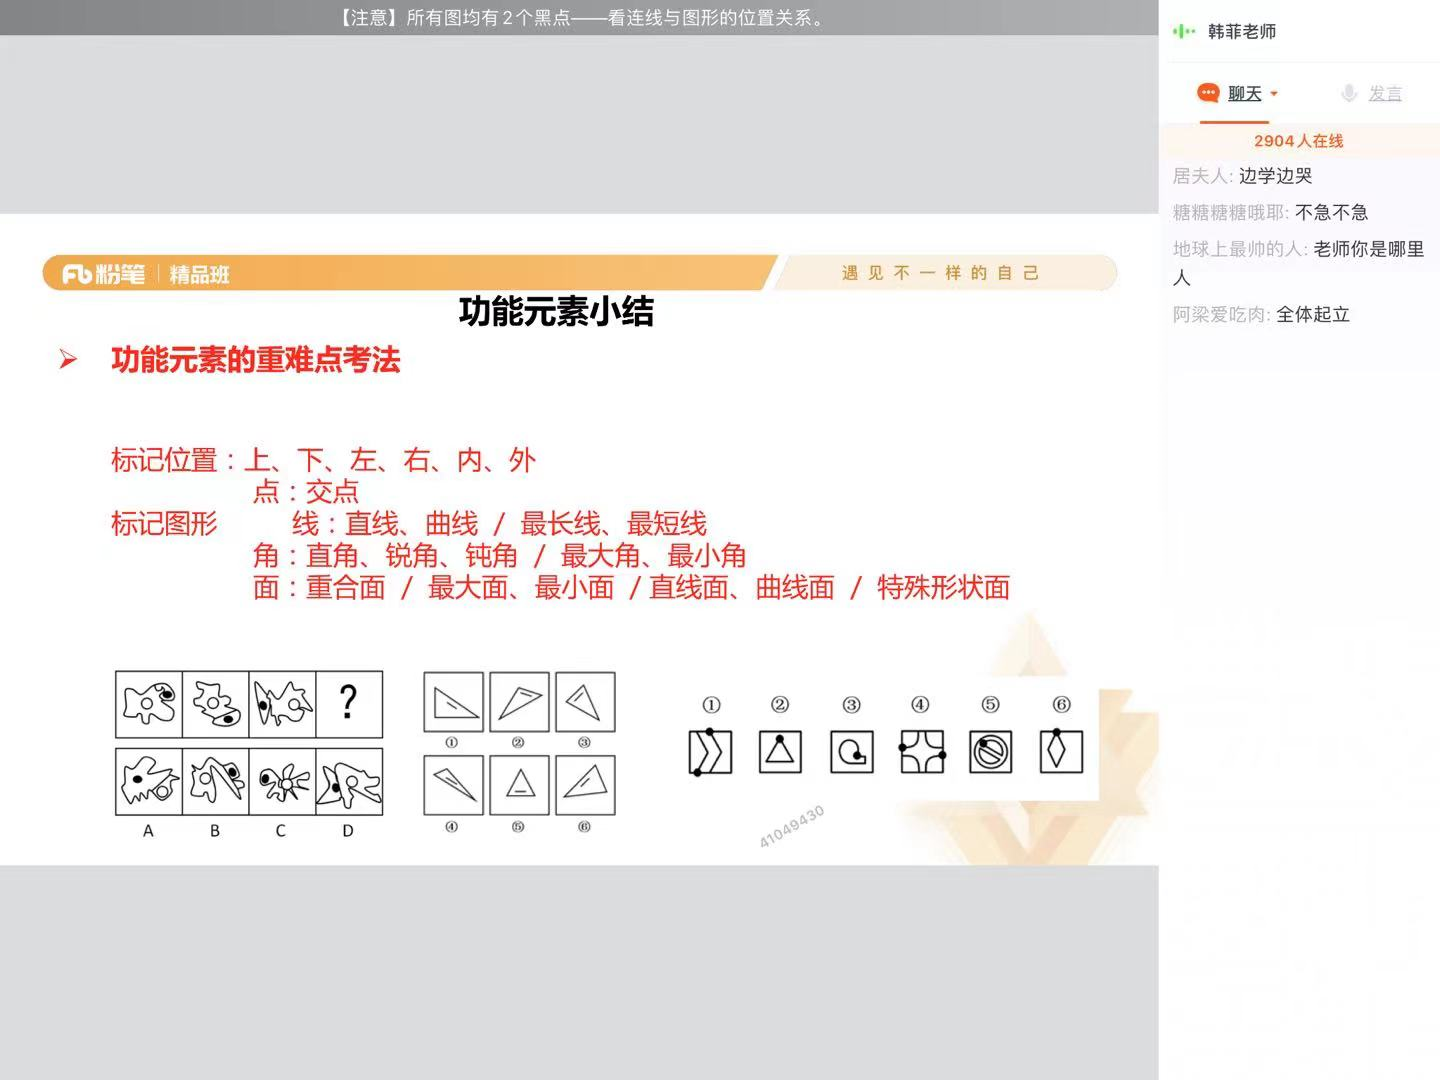 【注意】所有图均有2个黑点——看连线与图形的位置关系。
韩菲老师
聊天
发言
2904人在线
居夫人: 边学边哭
糖糖糖糖哦耶: 不急不急
地球上最帅的人: 老师你是哪里
人
阿梁爱吃肉: 全体起立
粉笔 精品班
遇见不一样的自己
功能元素小结
功能元素的重难点考法
标记位置：上、下、左、右、内、外
点：交点
标记图形 线：直线、曲线 / 最长线、最短线
角：直角、锐角、钝角 / 最大角、最小角
面：重合面 / 最大面、最小面 / 直线面、曲线面 / 特殊形状面
?
A B C D
① ② ③
④ ⑤ ⑥
① ② ③ ④ ⑤ ⑥
41049430